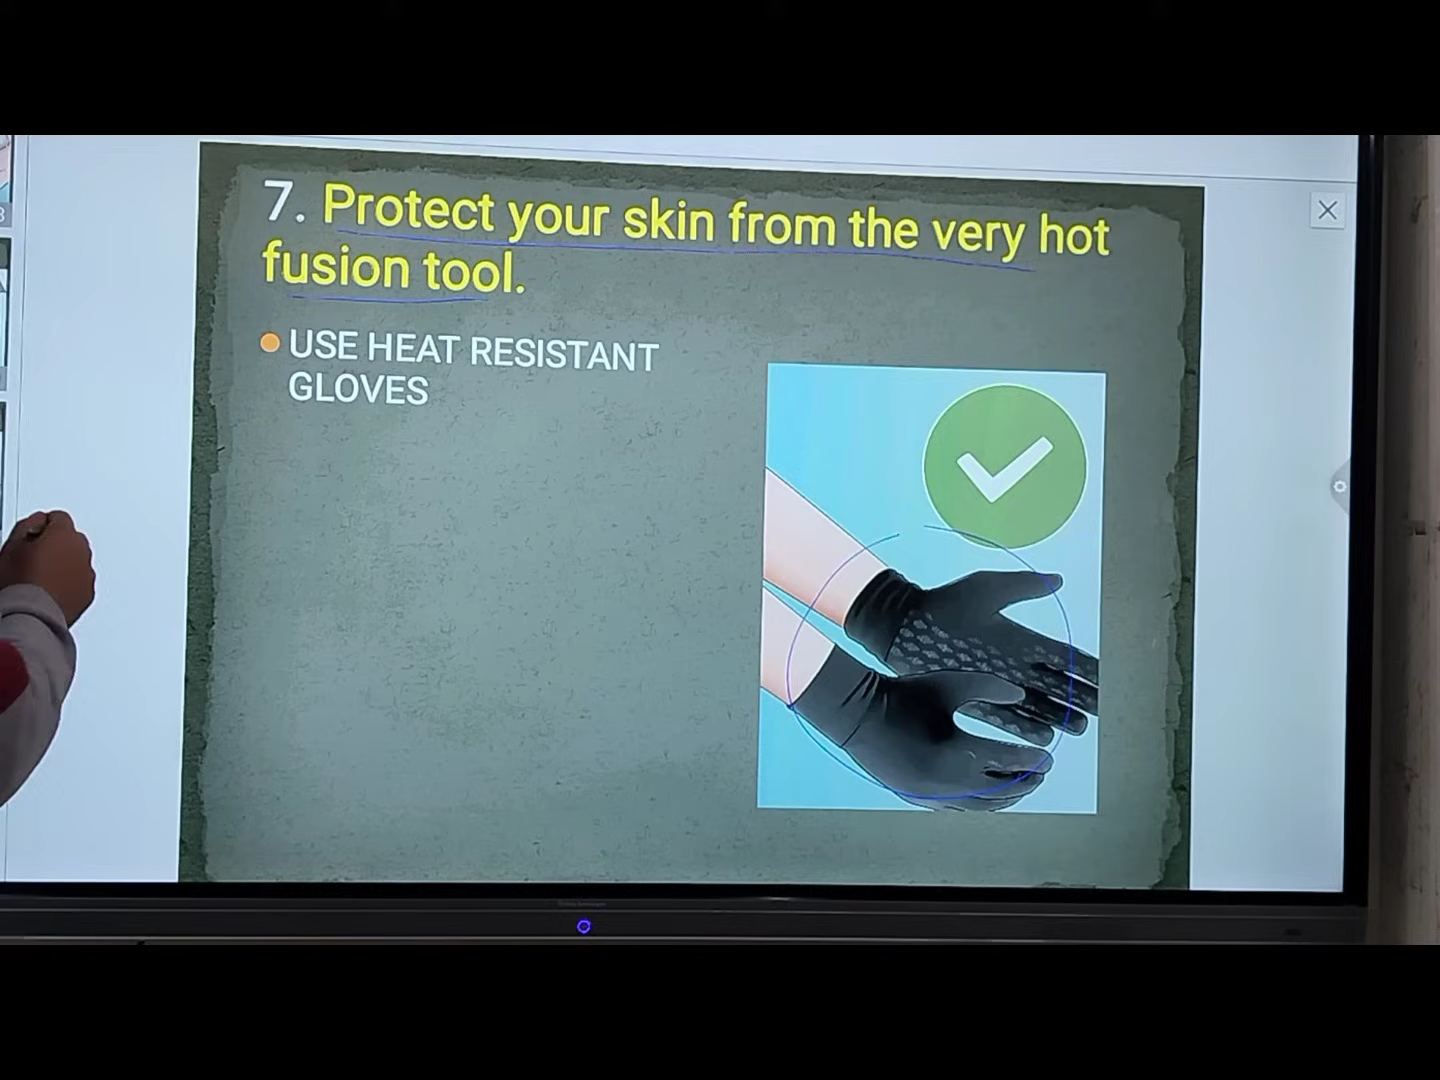 7. Protect your skin from the very hot
fusion tool.
USE HEAT RESISTANT
GLOVES